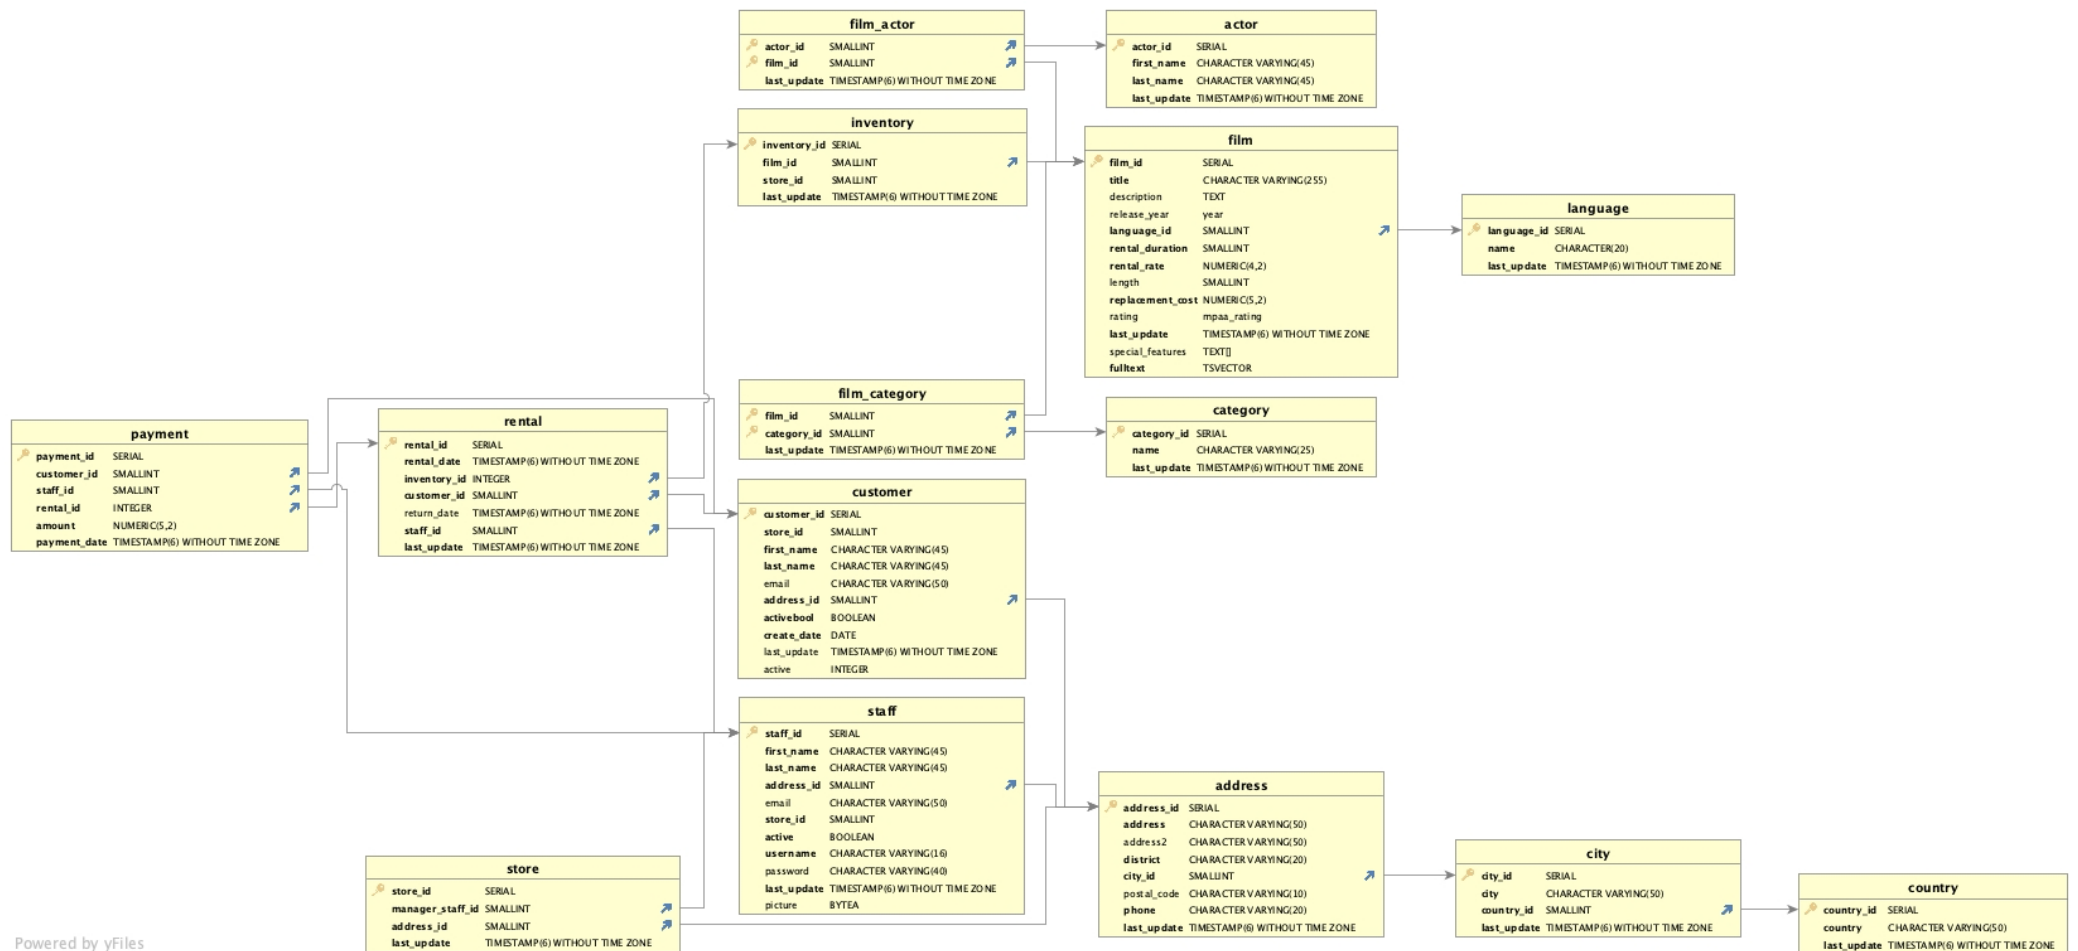 film_actor
actor_id SMALLINT
film_id SMALLINT
last_update TIMESTAMP(6) WITHOUT TIME ZONE
actor
actor_id SERIAL
first_name CHARACTER VARYING(45)
last_name CHARACTER VARYING(45)
last_update TIMESTAMP(6) WITHOUT TIME ZONE
inventory
inventory_id SERIAL
film_id SMALLINT
store_id SMALLINT
last_update TIMESTAMP(6) WITHOUT TIME ZONE
film
film_id SERIAL
title CHARACTER VARYING(255)
description TEXT
release_year year
language_id SMALLINT
rental_duration SMALLINT
rental_rate NUMERIC(4,2)
length SMALLINT
replacement_cost NUMERIC(5,2)
rating mpaa_rating
last_update TIMESTAMP(6) WITHOUT TIME ZONE
special_features TEXT[]
fulltext TSVECTOR
language
language_id SERIAL
name CHARACTER(20)
last_update TIMESTAMP(6) WITHOUT TIME ZONE
film_category
film_id SMALLINT
category_id SMALLINT
last_update TIMESTAMP(6) WITHOUT TIME ZONE
category
category_id SERIAL
name CHARACTER VARYING(25)
last_update TIMESTAMP(6) WITHOUT TIME ZONE
payment
payment_id SERIAL
customer_id SMALLINT
staff_id SMALLINT
rental_id INTEGER
amount NUMERIC(5,2)
payment_date TIMESTAMP(6) WITHOUT TIME ZONE
rental
rental_id SERIAL
rental_date TIMESTAMP(6) WITHOUT TIME ZONE
inventory_id INTEGER
customer_id SMALLINT
return_date TIMESTAMP(6) WITHOUT TIME ZONE
staff_id SMALLINT
last_update TIMESTAMP(6) WITHOUT TIME ZONE
customer
customer_id SERIAL
store_id SMALLINT
first_name CHARACTER VARYING(45)
last_name CHARACTER VARYING(45)
email CHARACTER VARYING(50)
address_id SMALLINT
activebool BOOLEAN
create_date DATE
last_update TIMESTAMP(6) WITHOUT TIME ZONE
active INTEGER
staff
staff_id SERIAL
first_name CHARACTER VARYING(45)
last_name CHARACTER VARYING(45)
address_id SMALLINT
email CHARACTER VARYING(50)
store_id SMALLINT
active BOOLEAN
username CHARACTER VARYING(16)
password CHARACTER VARYING(40)
last_update TIMESTAMP(6) WITHOUT TIME ZONE
picture BYTEA
store
store_id SERIAL
manager_staff_id SMALLINT
address_id SMALLINT
last_update TIMESTAMP(6) WITHOUT TIME ZONE
address
address_id SERIAL
address CHARACTER VARYING(50)
address2 CHARACTER VARYING(50)
district CHARACTER VARYING(20)
city_id SMALLINT
postal_code CHARACTER VARYING(10)
phone CHARACTER VARYING(20)
last_update TIMESTAMP(6) WITHOUT TIME ZONE
city
city_id SERIAL
city CHARACTER VARYING(50)
country_id SMALLINT
last_update TIMESTAMP(6) WITHOUT TIME ZONE
country
country_id SERIAL
country CHARACTER VARYING(50)
last_update TIMESTAMP(6) WITHOUT TIME ZONE
Powered by yFiles